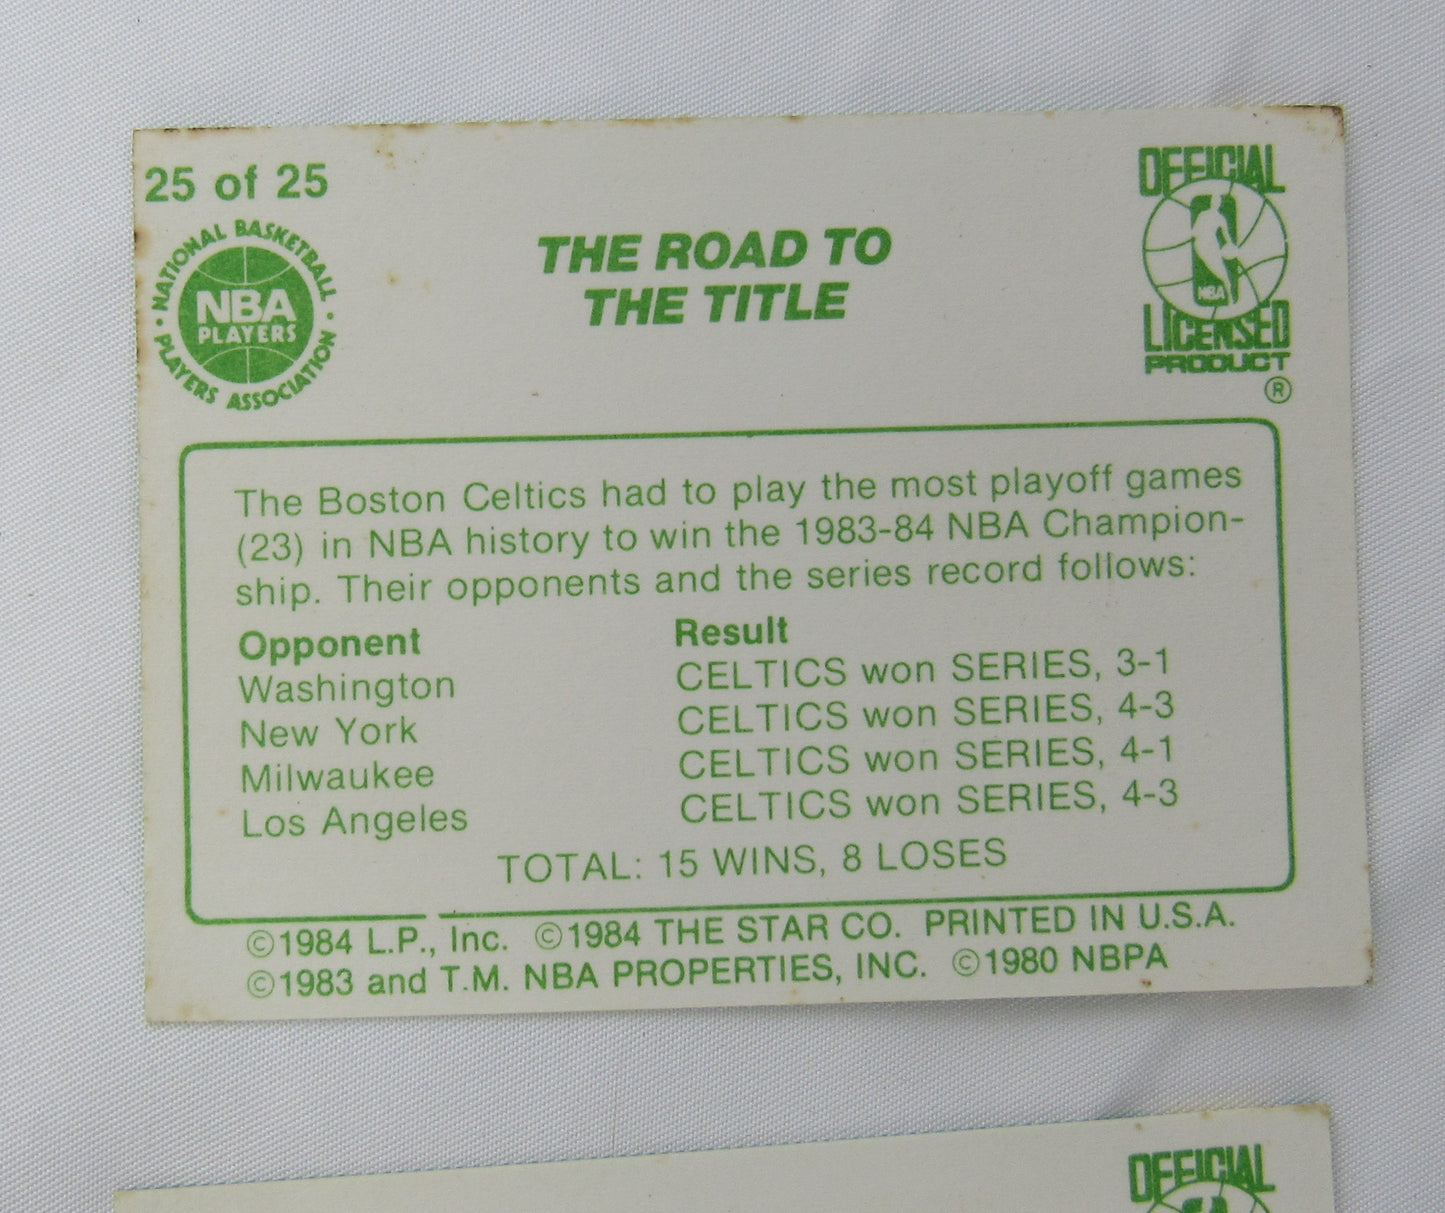 25 of 25
NATIONAL BASKETBALL
NBA
PLAYERS
PLAYERS ASSOCIATION
THE ROAD TO
THE TITLE
OFFICIAL
NBA
LICENSED
PRODUCT
®
The Boston Celtics had to play the most playoff games
(23) in NBA history to win the 1983-84 NBA Champion-
ship. Their opponents and the series record follows:
Opponent Result
Washington CELTICS won SERIES, 3-1
New York CELTICS won SERIES, 4-3
Milwaukee CELTICS won SERIES, 4-1
Los Angeles CELTICS won SERIES, 4-3
TOTAL: 15 WINS, 8 LOSES
©1984 L.P., Inc. ©1984 THE STAR CO. PRINTED IN U.S.A.
©1983 and T.M. NBA PROPERTIES, INC. ©1980 NBPA
OFFICIAL